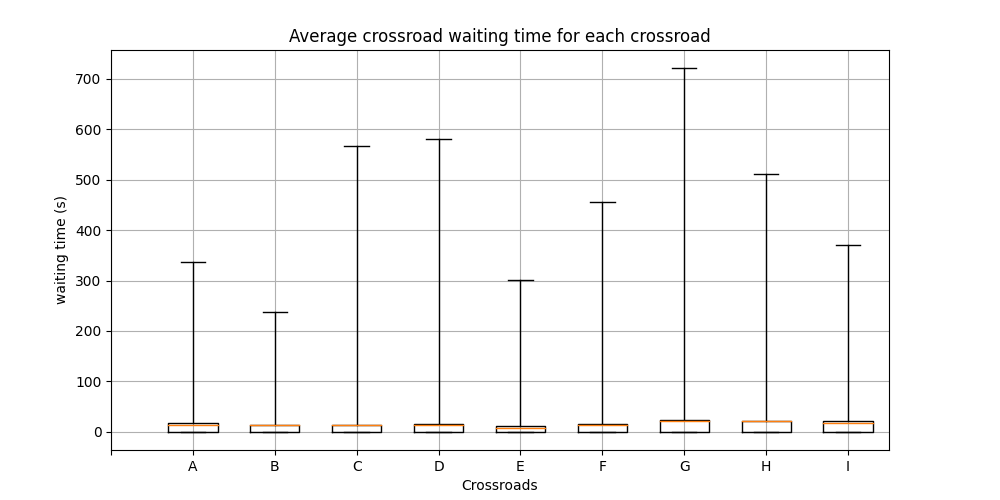 Average crossroad waiting time for each crossroad
waiting time (s)
700
600
500
400
300
200
100
0
A B C D E F G H I
Crossroads